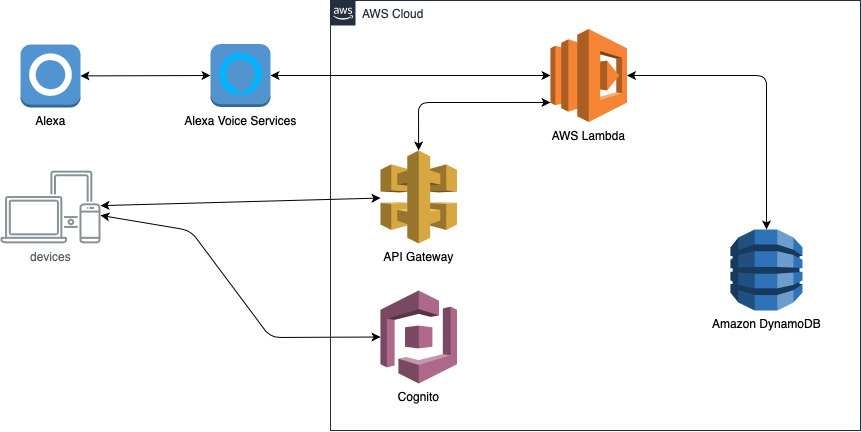 aws
AWS Cloud
Alexa
Alexa Voice Services
AWS Lambda
devices
API Gateway
Amazon DynamoDB
Cognito